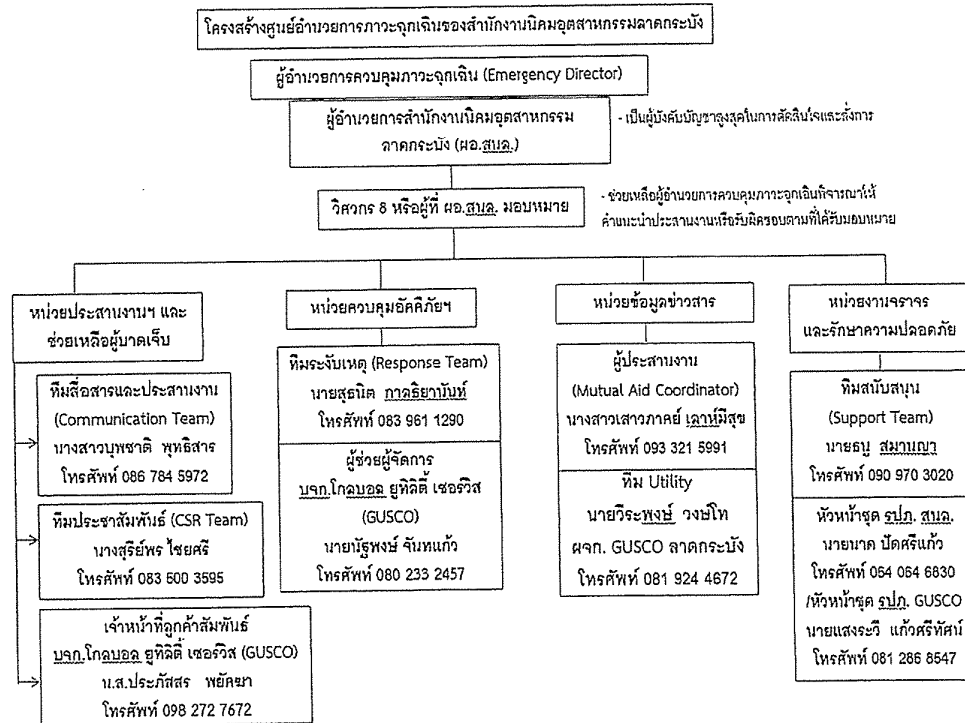 โครงสร้างศูนย์อำนวยการภาวะฉุกเฉินของสำนักงานนิคมอุตสาหกรรมลาดกระบัง
ผู้อำนวยการควบคุมภาวะฉุกเฉิน (Emergency Director)
ผู้อำนวยการสำนักงานนิคมอุตสาหกรรม
ลาดกระบัง (ผอ.สนล.)
- เป็นผู้บังคับบัญชาสูงสุดในการตัดสินใจและสั่งการ
วิศวกร 8 หรือผู้ที่ ผอ.สนล. มอบหมาย
- ช่วยเหลือผู้อำนวยการควบคุมภาวะฉุกเฉินพิจารณาให้
คำแนะนำประสานงานหรือรับผิดชอบตามที่ได้รับมอบหมาย
หน่วยประสานงานฯ และ
ช่วยเหลือผู้บาดเจ็บ
ทีมสื่อสารและประสานงาน
(Communication Team)
นางสาวบุพชาติ พุทธิสาร
โทรศัพท์ 086 784 5972
ทีมประชาสัมพันธ์ (CSR Team)
นางสุรีย์พร ไชยศรี
โทรศัพท์ 083 500 3595
เจ้าหน้าที่ลูกค้าสัมพันธ์
บจก.โกลบอล ยูทิลิตี้ เซอร์วิส (GUSCO)
น.ส.ประภัสสร พยัคฆา
โทรศัพท์ 098 272 7672
หน่วยควบคุมอัคคีภัยฯ
ทีมระงับเหตุ (Response Team)
นายสุธนิต กาลธิยานันท์
โทรศัพท์ 083 961 1290
ผู้ช่วยผู้จัดการ
บจก.โกลบอล ยูทิลิตี้ เซอร์วิส
(GUSCO)
นายนัฐพงษ์ จันทแก้ว
โทรศัพท์ 080 233 2457
หน่วยข้อมูลข่าวสาร
ผู้ประสานงาน
(Mutual Aid Coordinator)
นางสาวเสาวภาคย์ เลาห์มีสุข
โทรศัพท์ 093 321 5991
ทีม Utility
นายวีระพงษ์ วงษ์โท
ผจก. GUSCO ลาดกระบัง
โทรศัพท์ 081 924 4672
หน่วยงานจราจร
และรักษาความปลอดภัย
ทีมสนับสนุน
(Support Team)
นายธนู สมานญา
โทรศัพท์ 090 970 3020
หัวหน้าชุด รปภ. สนล.
นายนาด ปัดศรีแก้ว
โทรศัพท์ 064 064 6830
/หัวหน้าชุด รปภ. GUSCO
นายแสงระวี แก้วศรีทัศน์
โทรศัพท์ 081 286 8547